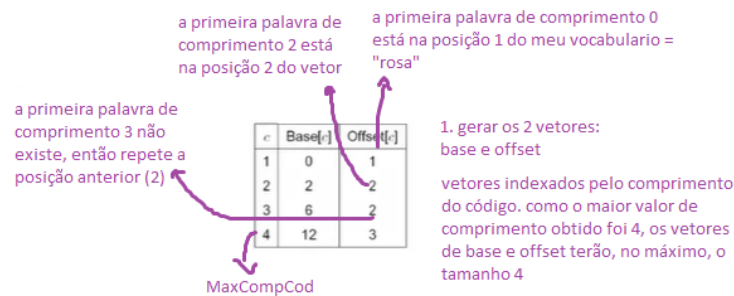 a primeira palavra de
comprimento 2 está
na posição 2 do vetor
a primeira palavra de comprimento 0
está na posição 1 do meu vocabulario =
"rosa"
a primeira palavra de
comprimento 3 não
existe, então repete a
posição anterior (2)
c Base[c] Offset[c]
1 0 1
2 2 2
3 6 2
4 12 3
MaxCompCod
1. gerar os 2 vetores:
base e offset
vetores indexados pelo comprimento
do código. como o maior valor de
comprimento obtido foi 4, os vetores
de base e offset terão, no máximo, o
tamanho 4